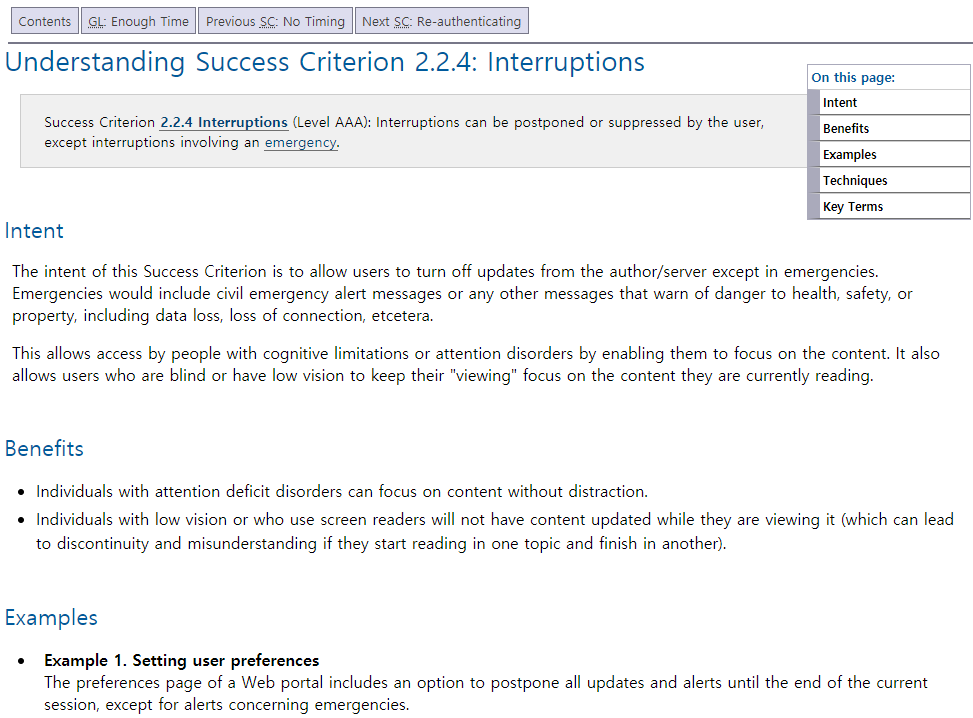 Contents GL: Enough Time Previous SC: No Timing Next SC: Re-authenticating
Understanding Success Criterion 2.2.4: Interruptions
On this page:
Intent
Benefits
Examples
Techniques
Key Terms
Success Criterion 2.2.4 Interruptions (Level AAA): Interruptions can be postponed or suppressed by the user,
except interruptions involving an emergency.
Intent
The intent of this Success Criterion is to allow users to turn off updates from the author/server except in emergencies.
Emergencies would include civil emergency alert messages or any other messages that warn of danger to health, safety, or
property, including data loss, loss of connection, etcetera.
This allows access by people with cognitive limitations or attention disorders by enabling them to focus on the content. It also
allows users who are blind or have low vision to keep their "viewing" focus on the content they are currently reading.
Benefits
• Individuals with attention deficit disorders can focus on content without distraction.
• Individuals with low vision or who use screen readers will not have content updated while they are viewing it (which can lead
to discontinuity and misunderstanding if they start reading in one topic and finish in another).
Examples
• Example 1. Setting user preferences
The preferences page of a Web portal includes an option to postpone all updates and alerts until the end of the current
session, except for alerts concerning emergencies.